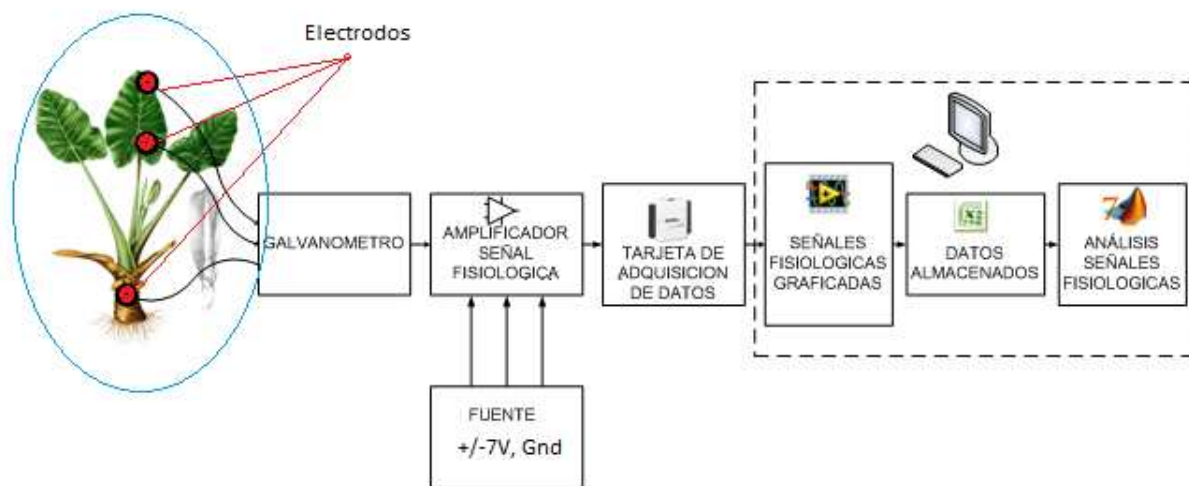 Electrodos
GALVANOMETRO
AMPLIFICADOR
SEÑAL
FISIOLOGICA
TARJETA DE
ADQUISICION
DE DATOS
SEÑALES
FISIOLOGICAS
GRAFICADAS
DATOS
ALMACENADOS
7
ANÁLISIS
SEÑALES
FISIOLOGICAS
FUENTE
+/-7V, Gnd